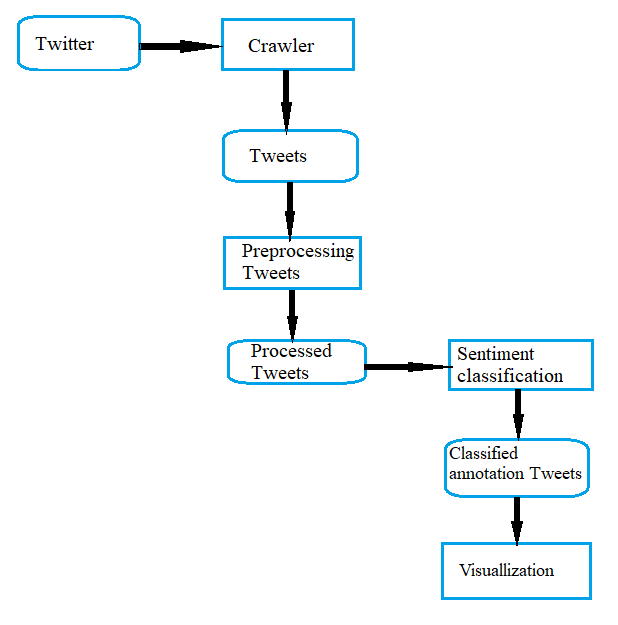 Twitter
Crawler
Tweets
Preprocessing
Tweets
Processed
Tweets
Sentiment
classification
Classified
annotation Tweets
Visuallization